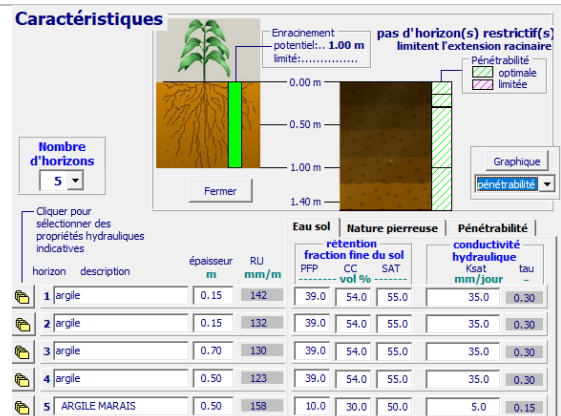 Caractéristiques
Enracinement
potentiel:.. 1.00 m
limité:...............
pas d'horizon(s) restrictif(s)
limitent l'extension racinaire
Pénétrabilité
optimale
limitée
0.00 m
0.50 m
1.00 m
1.40 m
Nombre
d'horizons
5
Fermer
Graphique
pénétrabilité
Cliquer pour
sélectionner des
propriétés hydrauliques
indicatives
Eau sol Nature pierreuse Pénétrabilité
rétention
fraction fine du sol
conductivité
hydraulique
horizon description épaisseur RU PFP CC SAT Ksat tau
m mm/m -------- vol % -------- mm/jour –
1 argile 0.15 142 39.0 54.0 55.0 35.0 0.30
2 argile 0.15 132 39.0 54.0 55.0 35.0 0.30
3 argile 0.70 130 39.0 54.0 55.0 35.0 0.30
4 argile 0.50 123 39.0 54.0 55.0 35.0 0.30
5 ARGILE MARAIS 0.50 158 10.0 30.0 50.0 5.0 0.15